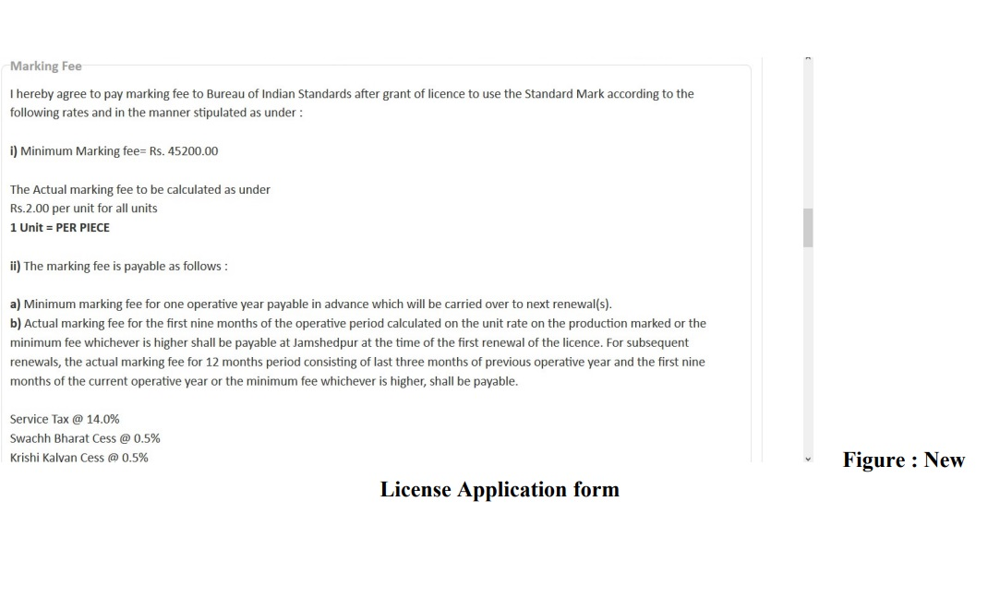 Marking Fee
I hereby agree to pay marking fee to Bureau of Indian Standards after grant of licence to use the Standard Mark according to the
following rates and in the manner stipulated as under :
i) Minimum Marking fee= Rs. 45200.00
The Actual marking fee to be calculated as under
Rs.2.00 per unit for all units
1 Unit = PER PIECE
ii) The marking fee is payable as follows :
a) Minimum marking fee for one operative year payable in advance which will be carried over to next renewal(s).
b) Actual marking fee for the first nine months of the operative period calculated on the unit rate on the production marked or the
minimum fee whichever is higher shall be payable at Jamshedpur at the time of the first renewal of the licence. For subsequent
renewals, the actual marking fee for 12 months period consisting of last three months of previous operative year and the first nine
months of the current operative year or the minimum fee whichever is higher, shall be payable.
Service Tax @ 14.0%
Swachh Bharat Cess @ 0.5%
Krishi Kalyan Cess @ 0.5%
Figure : New
License Application form